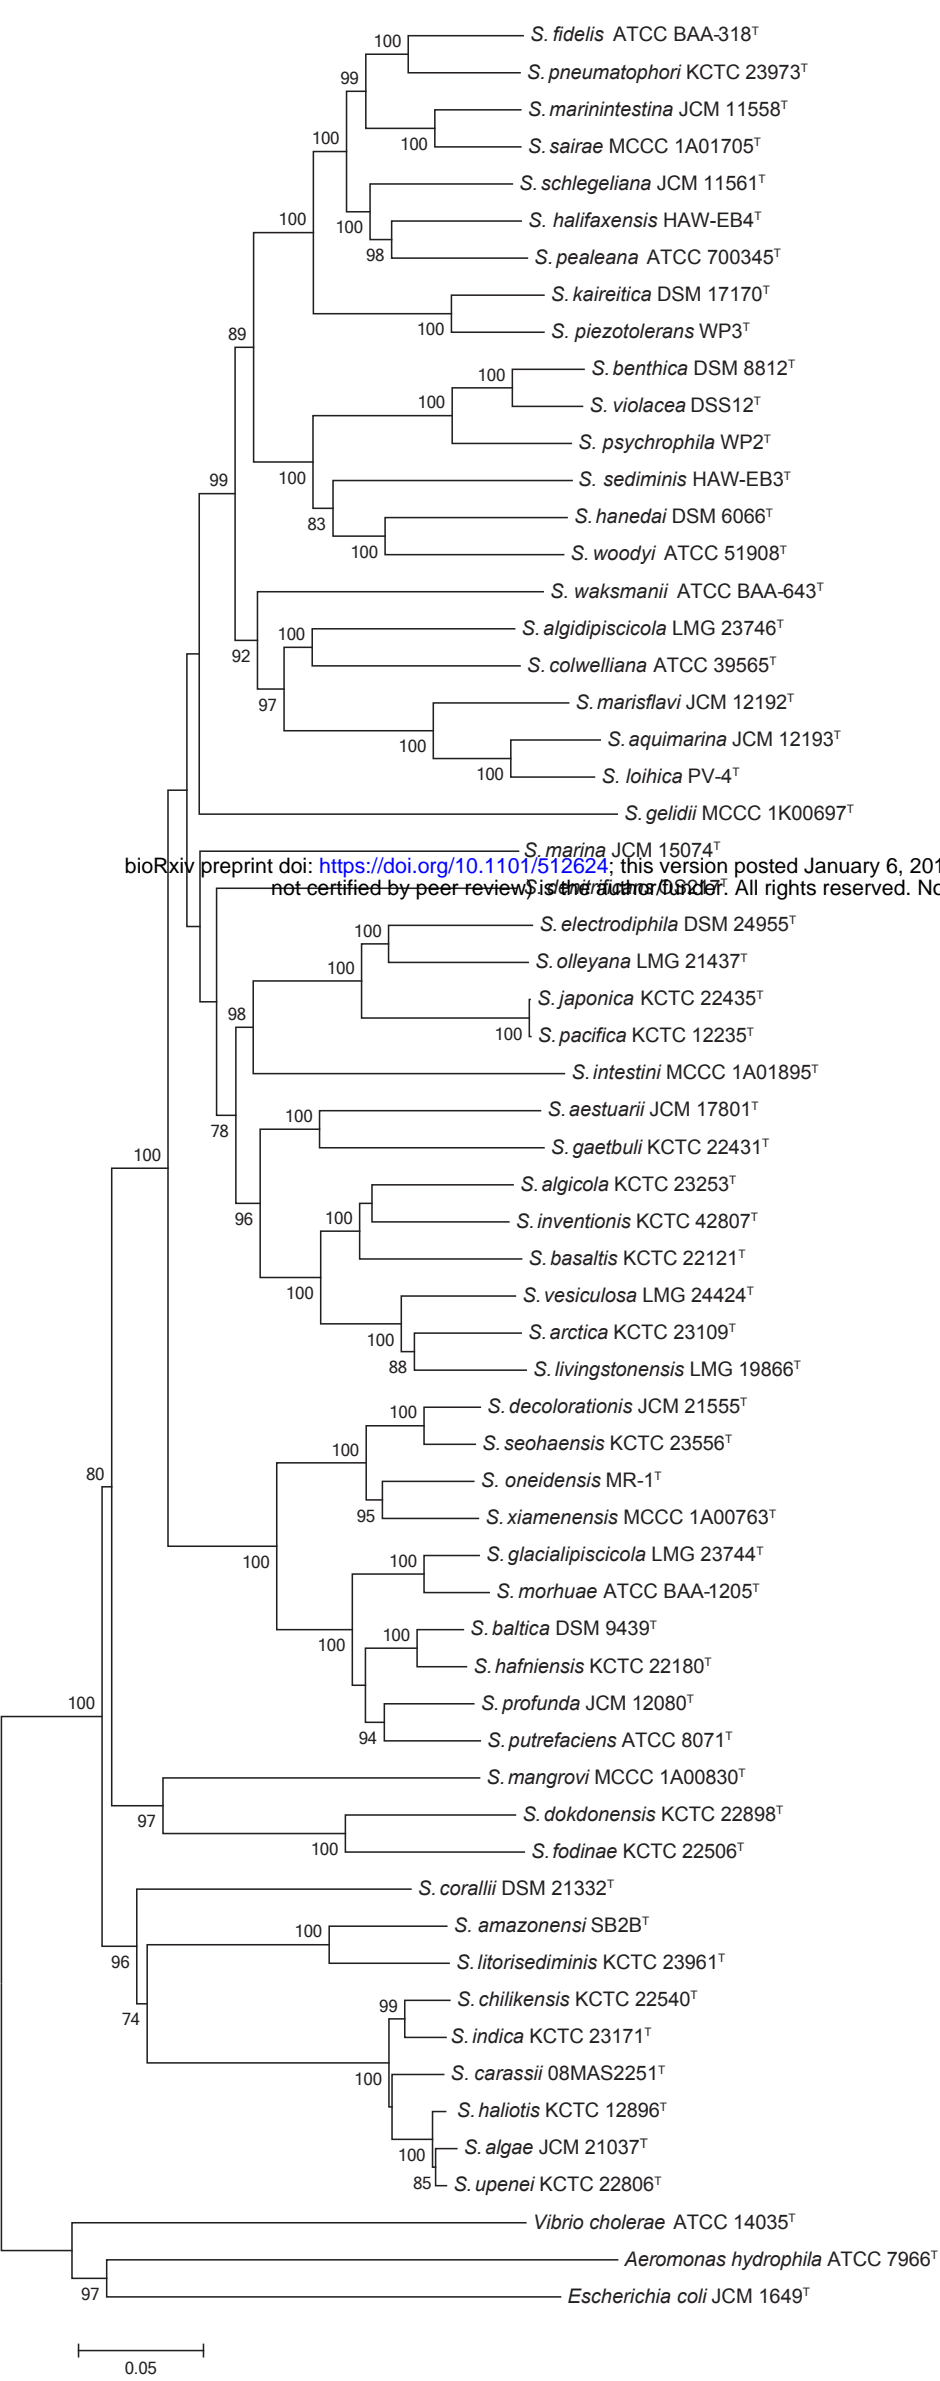 100
S. fidelis ATCC BAA-318T
S. pneumatophori KCTC 23973T
99
S. marinintestina JCM 11558T
100
S. sairae MCCC 1A01705T
100
S. schlegeliana JCM 11561T
100
S. halifaxensis HAW-EB4T
98
S. pealeana ATCC 700345T
100
S. kaireitica DSM 17170T
100
S. piezotolerans WP3T
89
100
S. benthica DSM 8812T
100
S. violacea DSS12T
S. psychrophila WP2T
100
S. sediminis HAW-EB3T
99
83
S. hanedai DSM 6066T
100
S. woodyi ATCC 51908T
S. waksmanii ATCC BAA-643T
92
100
S. algidipiscicola LMG 23746T
S. colwelliana ATCC 39565T
97
S. marisflavi JCM 12192T
100
S. aquimarina JCM 12193T
100
S. loihica PV-4T
S. gelidii MCCC 1K00697T
S. marina JCM 15074T
bioRxiv preprint doi: https://doi.org/10.1101/512624; this version posted January 6, 201
not certified by peer review) is the author/funder. All rights reserved. No
S. denitrificans OS217T
100
S. electrodiphila DSM 24955T
100
S. olleyana LMG 21437T
S. japonica KCTC 22435T
98
100
S. pacifica KCTC 12235T
S. intestini MCCC 1A01895T
78
100
S. aestuarii JCM 17801T
S. gaetbuli KCTC 22431T
100
96
S. algicola KCTC 23253T
100
S. inventionis KCTC 42807T
S. basaltis KCTC 22121T
100
S. vesiculosa LMG 24424T
100
S. arctica KCTC 23109T
88
S. livingstonensis LMG 19866T
100
S. decolorationis JCM 21555T
100
S. seohaensis KCTC 23556T
80
S. oneidensis MR-1T
95
S. xiamenensis MCCC 1A00763T
100
100
S. glacialipiscicola LMG 23744T
S. morhuae ATCC BAA-1205T
100
100
S. baltica DSM 9439T
S. hafniensis KCTC 22180T
100
S. profunda JCM 12080T
94
S. putrefaciens ATCC 8071T
S. mangrovi MCCC 1A00830T
97
S. dokdonensis KCTC 22898T
100
S. fodinae KCTC 22506T
S. corallii DSM 21332T
100
S. amazonensi SB2BT
96
S. litorisediminis KCTC 23961T
74
99
S. chilikensis KCTC 22540T
S. indica KCTC 23171T
100
S. carassii 08MAS2251T
S. haliotis KCTC 12896T
100
S. algae JCM 21037T
85
S. upenei KCTC 22806T
Vibrio cholerae ATCC 14035T
Aeromonas hydrophila ATCC 7966T
97
Escherichia coli JCM 1649T
0.05